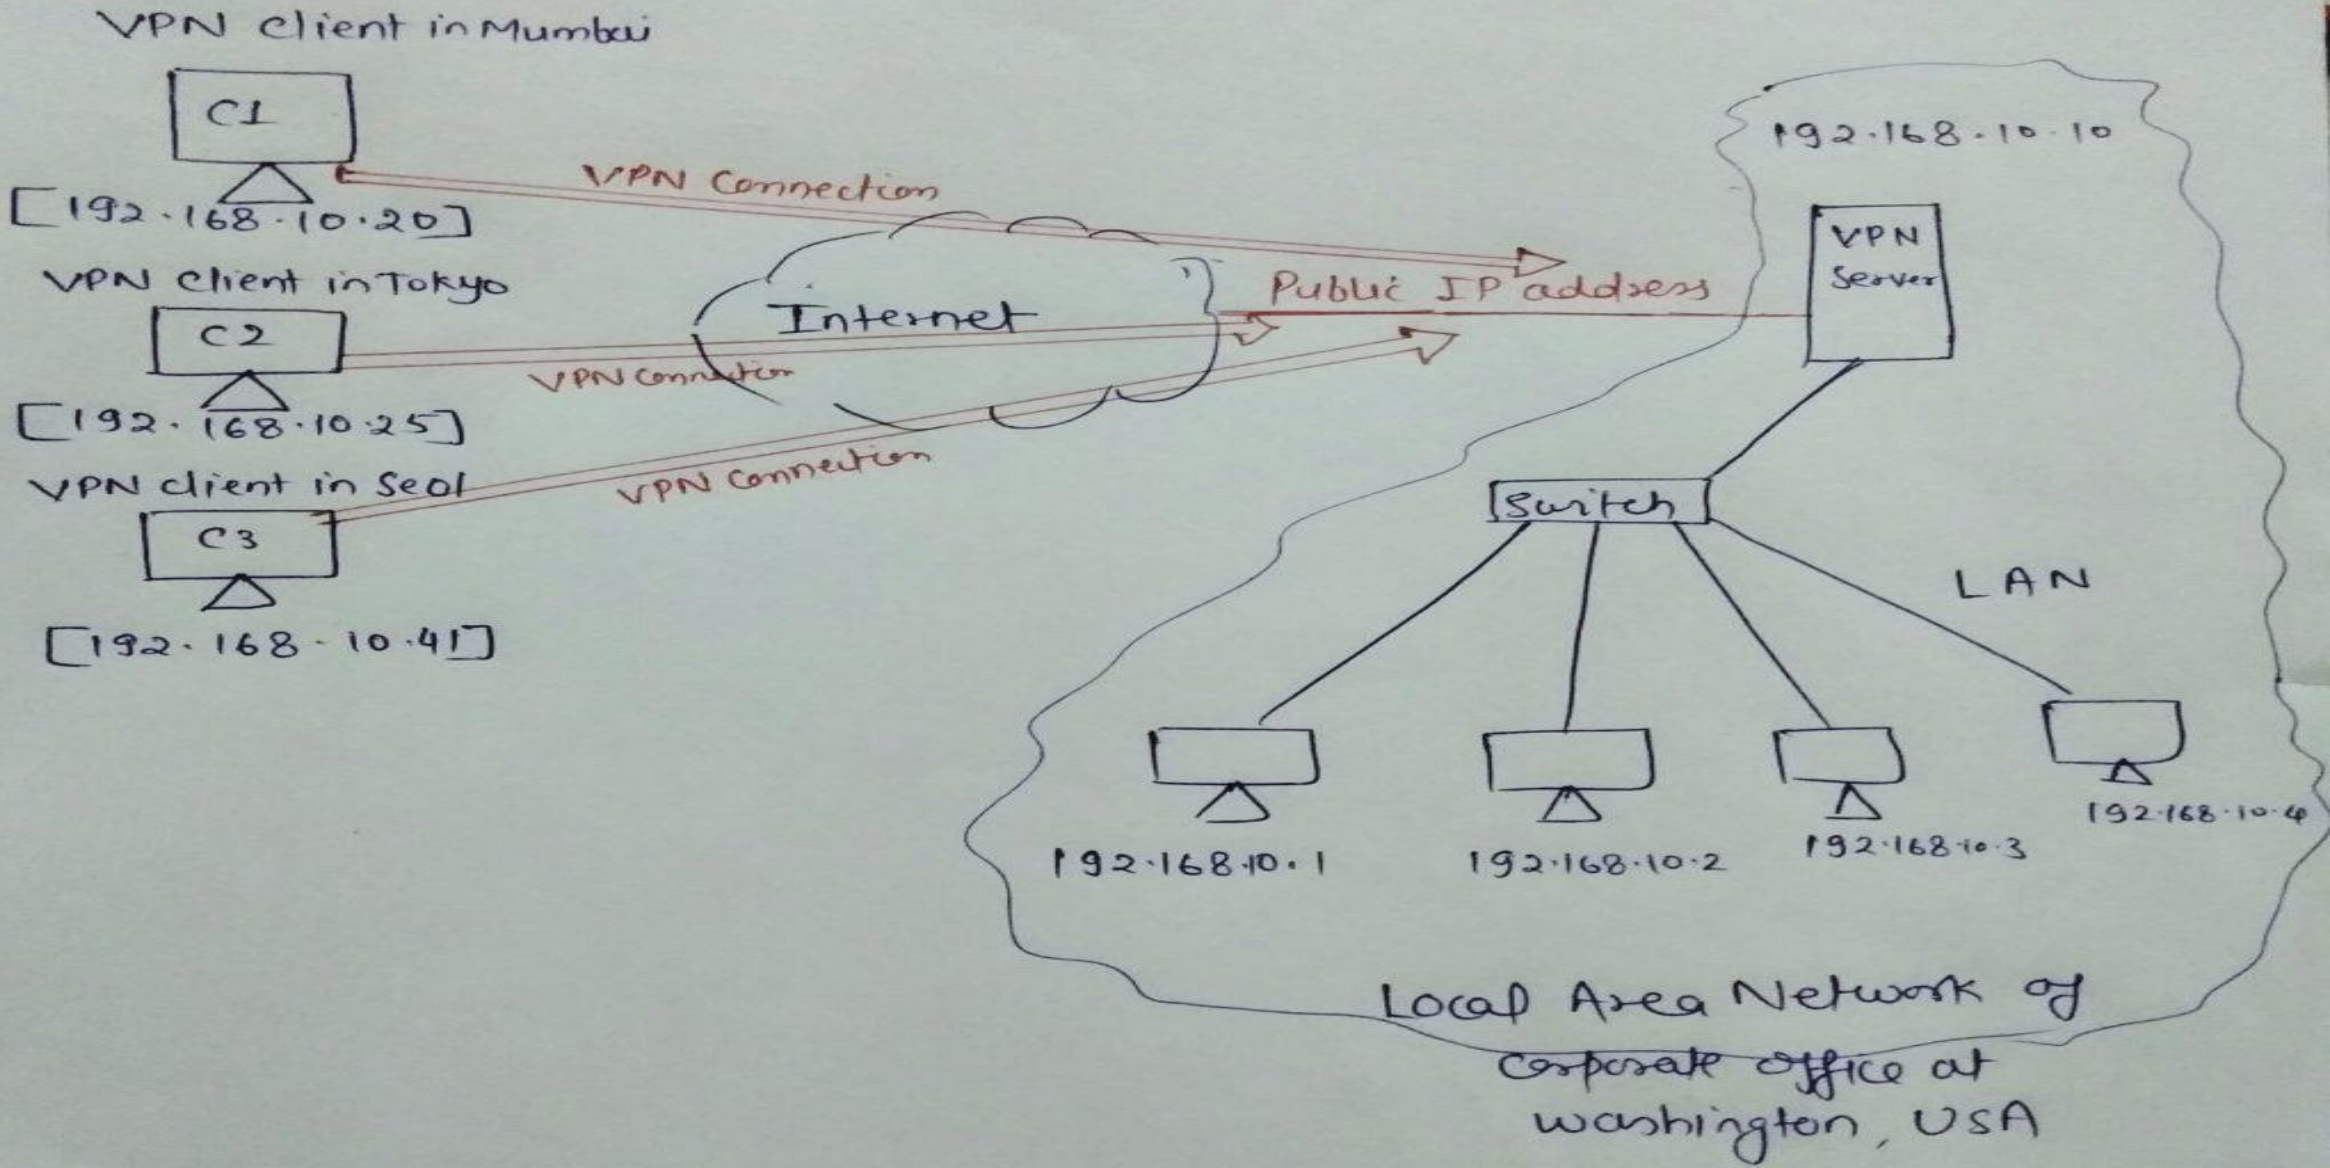 VPN client in Mumbai
C1
[192.168.10.20]
VPN Connection
VPN client in Tokyo
C2
[192.168.10.25]
VPN Connection
VPN client in Seol
C3
[192.168.10.41]
VPN Connection
Internet
Public IP address
192.168.10.10
VPN
Server
Switch
LAN
192.168.10.1
192.168.10.2
192.168.10.3
192.168.10.4
Local Area Network of
Corporate office at
Washington, USA